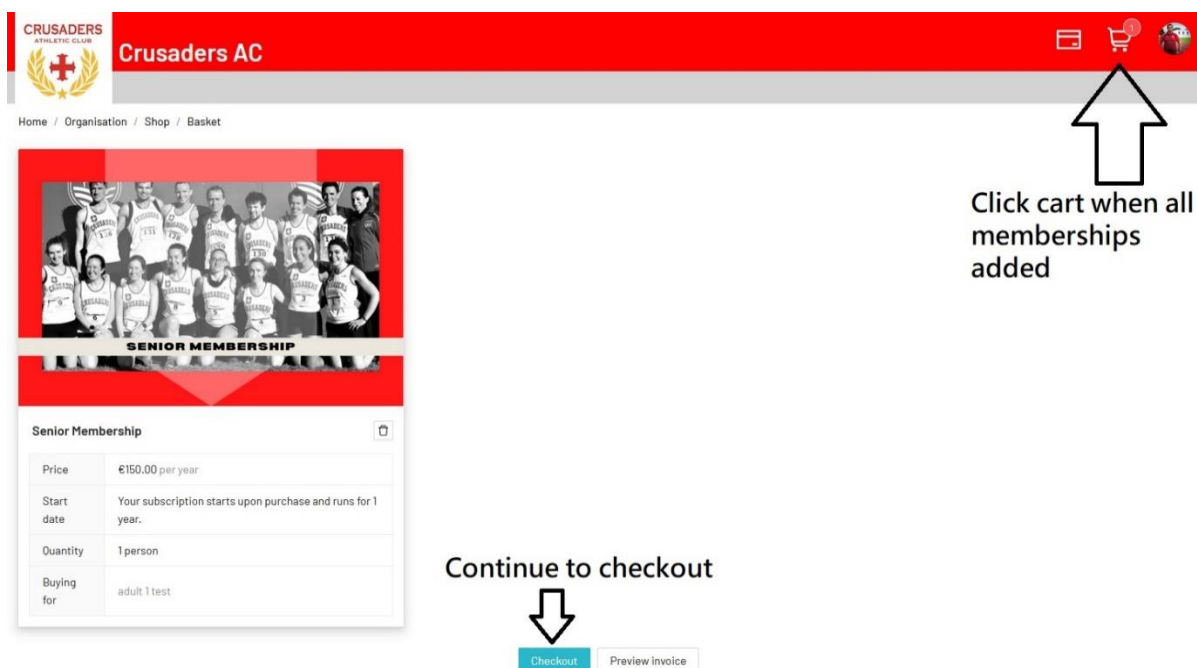 CRUSADERS
ATHLETIC CLUB
Crusaders AC
1
Home / Organisation / Shop / Basket
Click cart when all
memberships
added
CRUSADERS
SENIOR MEMBERSHIP
Senior Membership
Price €150.00 per year
Start date Your subscription starts upon purchase and runs for 1
year.
Quantity 1 person
Buying for adult 1 test
Continue to checkout
Checkout Preview invoice